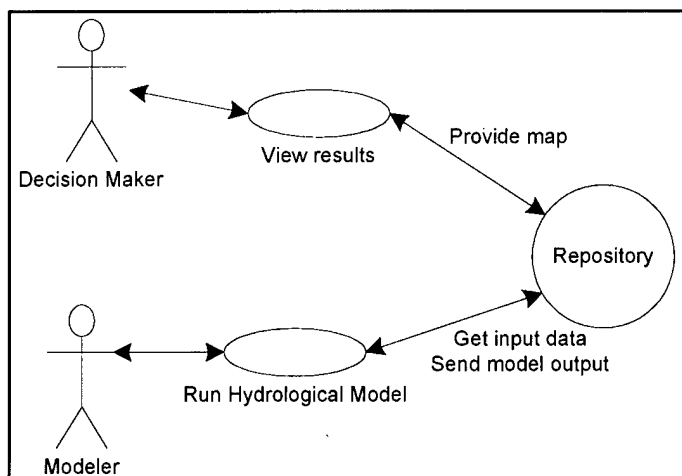 Provide map
View results
Decision Maker
Repository
Get input data
Send model output
Run Hydrological Model
Modeler